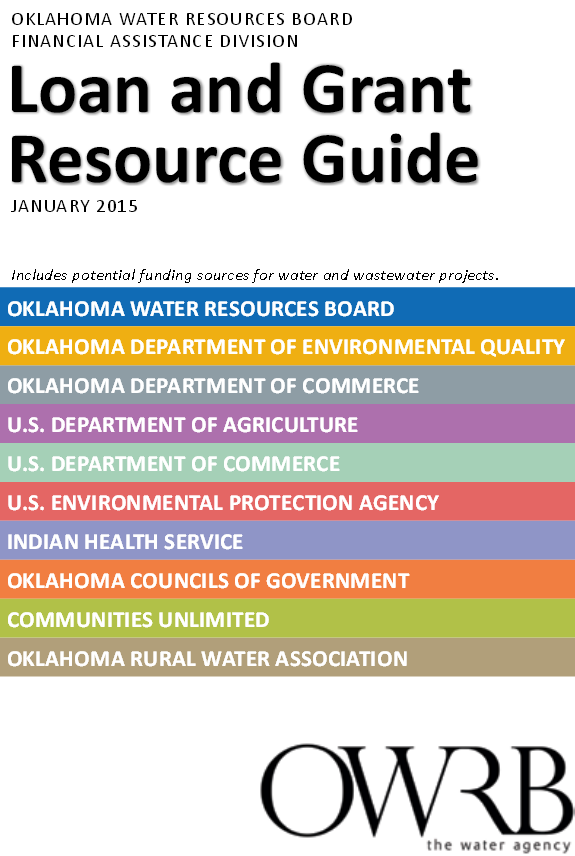 OKLAHOMA WATER RESOURCES BOARD
FINANCIAL ASSISTANCE DIVISION
Loan and Grant
Resource Guide
JANUARY 2015
Includes potential funding sources for water and wastewater projects.
OKLAHOMA WATER RESOURCES BOARD
OKLAHOMA DEPARTMENT OF ENVIRONMENTAL QUALITY
OKLAHOMA DEPARTMENT OF COMMERCE
U.S. DEPARTMENT OF AGRICULTURE
U.S. DEPARTMENT OF COMMERCE
U.S. ENVIRONMENTAL PROTECTION AGENCY
INDIAN HEALTH SERVICE
OKLAHOMA COUNCILS OF GOVERNMENT
COMMUNITIES UNLIMITED
OKLAHOMA RURAL WATER ASSOCIATION
OWRB
the water agency